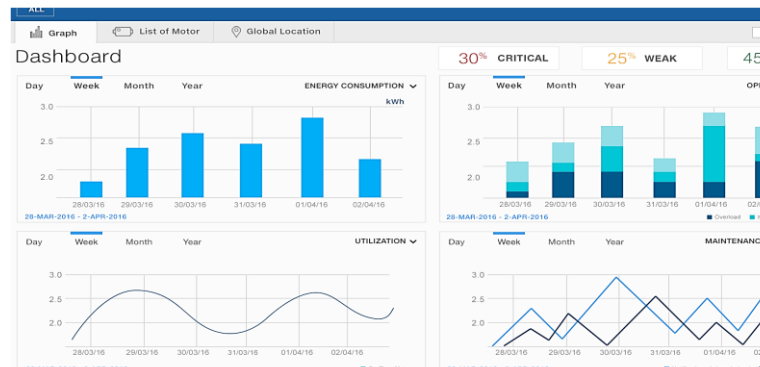 ALL
Graph
List of Motor
Global Location
Dashboard
30% CRITICAL
25% WEAK
45
Day Week Month Year ENERGY CONSUMPTION
kWh
3.0
2.5
2.0
28/03/16 29/03/16 30/03/16 31/03/16 01/04/16 02/04/16
28-MAR-2016 - 2-APR-2016
Day Week Month Year
3.0
2.5
2.0
28/03/16 29/03/16 30/03/16 31/03/16 01/04/16
28-MAR-2016 - 2-APR-2016
Overload
Day Week Month Year UTILIZATION
3.0
2.5
2.0
28/03/16 29/03/16 30/03/16 31/03/16 01/04/16 02/04/16
Day Week Month Year MAINTENANC
3.0
2.5
2.0
28/03/16 29/03/16 30/03/16 31/03/16 01/04/16